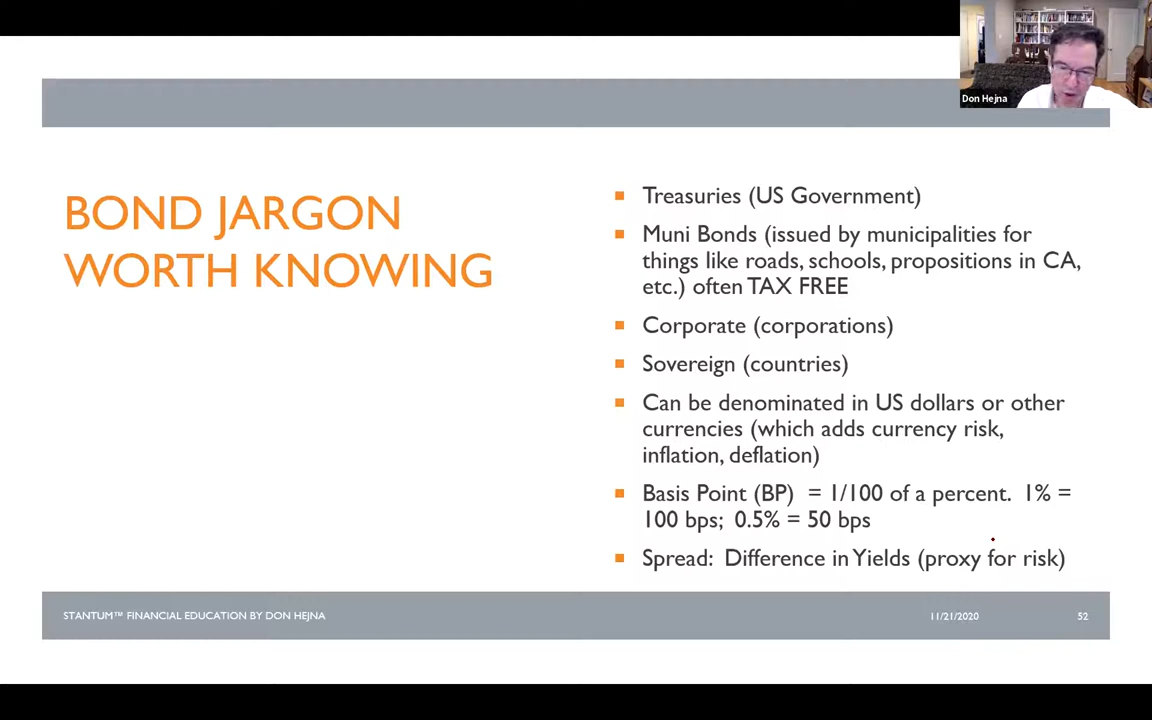 Don Hejna
BOND JARGON
WORTH KNOWING
Treasuries (US Government)
Muni Bonds (issued by municipalities for
things like roads, schools, propositions in CA,
etc.) often TAX FREE
Corporate (corporations)
Sovereign (countries)
Can be denominated in US dollars or other
currencies (which adds currency risk,
inflation, deflation)
Basis Point (BP)  = 1/100 of a percent.  1% =
100 bps;  0.5% = 50 bps
Spread:  Difference in Yields (proxy for risk)
STANTUM™ FINANCIAL EDUCATION BY DON HEJNA
11/21/2020
52